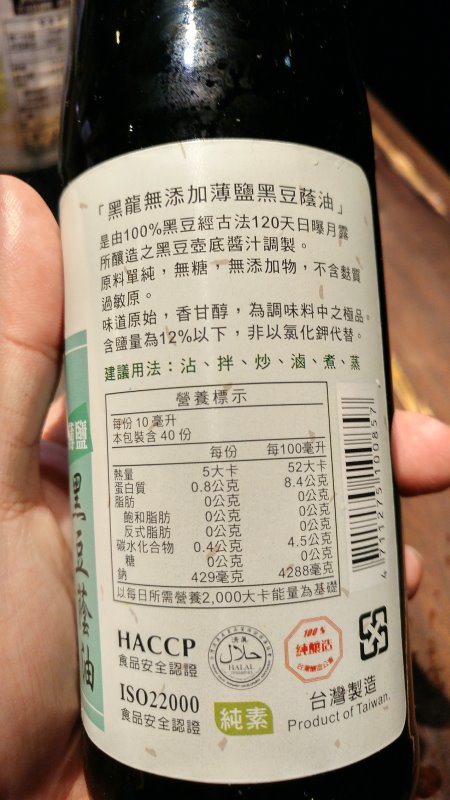 「黑龍無添加薄鹽黑豆蔭油」
是由100%黑豆經古法120天日曝月露
所釀造之黑豆壺底醬汁調製。
原料單純，無糖，無添加物，不含麩質
過敏原。
味道原始，香甘醇，為調味料中之極品。
含鹽量為12%以下，非以氯化鉀代替。
建議用法：沾、拌、炒、滷、煮、蒸
營養標示
每份 10 毫升
本包裝含 40 份
每份 每100毫升
熱量 5大卡 52大卡
蛋白質 0.8公克 8.4公克
脂肪 0公克 0公克
飽和脂肪 0公克 0公克
反式脂肪 0公克 0公克
碳水化合物 0.4公克 4.5公克
糖 0公克 0公克
鈉 429毫克 4288毫克
以每日所需營養2,000大卡能量為基礎
4 711275 100857
薄鹽
黑豆蔭油
HACCP
食品安全認證
ISO22000
食品安全認證
清真
حلال
HALAL
純素
100%
純釀造
台灣製造
Product of Taiwan.